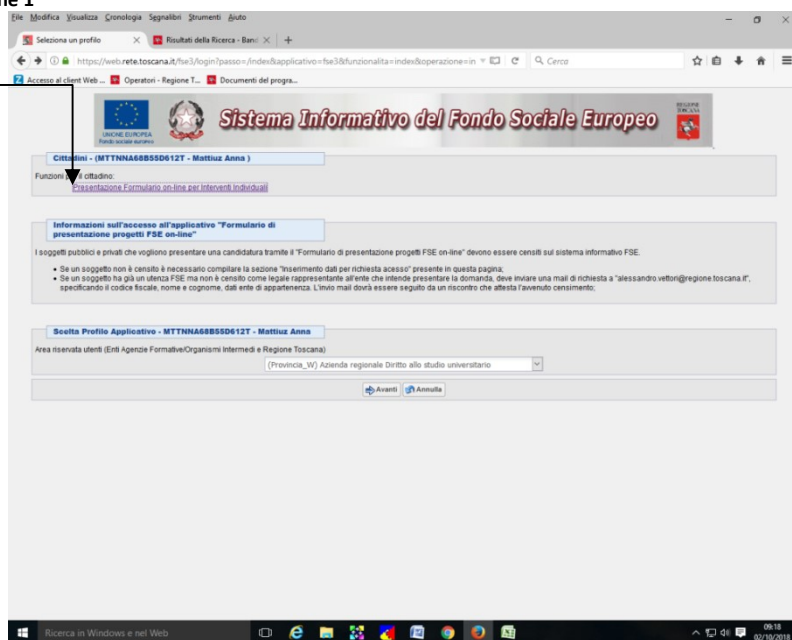 ne 1
File Modifica Visualizza Cronologia Segnalibri Strumenti Aiuto
Seleziona un profilo
Risultati della Ricerca - Band
https://web.rete.toscana.it/fse3/login?passo=/index&applicativo=fse3&funzionalita=index&operazione=in
Cerca
Accesso al client Web ... Operatori - Regione T... Documenti del progra...
UNIONE EUROPEA
Fondo sociale europeo
Sistema Informativo del Fondo Sociale Europeo
REGIONE TOSCANA
Cittadini - (MTTNNA68B55D612T - Mattiuz Anna )
Funzioni per il cittadino:
Presentazione Formulario on-line per Interventi Individuali
Informazioni sull'accesso all'applicativo "Formulario di
presentazione progetti FSE on-line"
I soggetti pubblici e privati che vogliono presentare una candidatura tramite il "Formulario di presentazione progetti FSE on-line" devono essere censiti sul sistema informativo FSE.
• Se un soggetto non è censito è necessario compilare la sezione "Inserimento dati per richiesta acesso" presente in questa pagina;
• Se un soggetto ha già un utenza FSE ma non è censito come legale rappresentante all'ente che intende presentare la domanda, deve inviare una mail di richiesta a "alessandro.vettori@regione.toscana.it",
specificando il codice fiscale, nome e cognome, dati ente di appartenenza. L'invio mail dovrà essere seguito da un riscontro che attesta l'avvenuto censimento;
Scelta Profilo Applicativo - MTTNNA68B55D612T - Mattiuz Anna
Area riservata utenti (Enti Agenzie Formative/Organismi Intermedi e Regione Toscana)
(Provincia_W) Azienda regionale Diritto allo studio universitario
Avanti Annulla
Ricerca in Windows e nel Web
09:18
02/10/2018